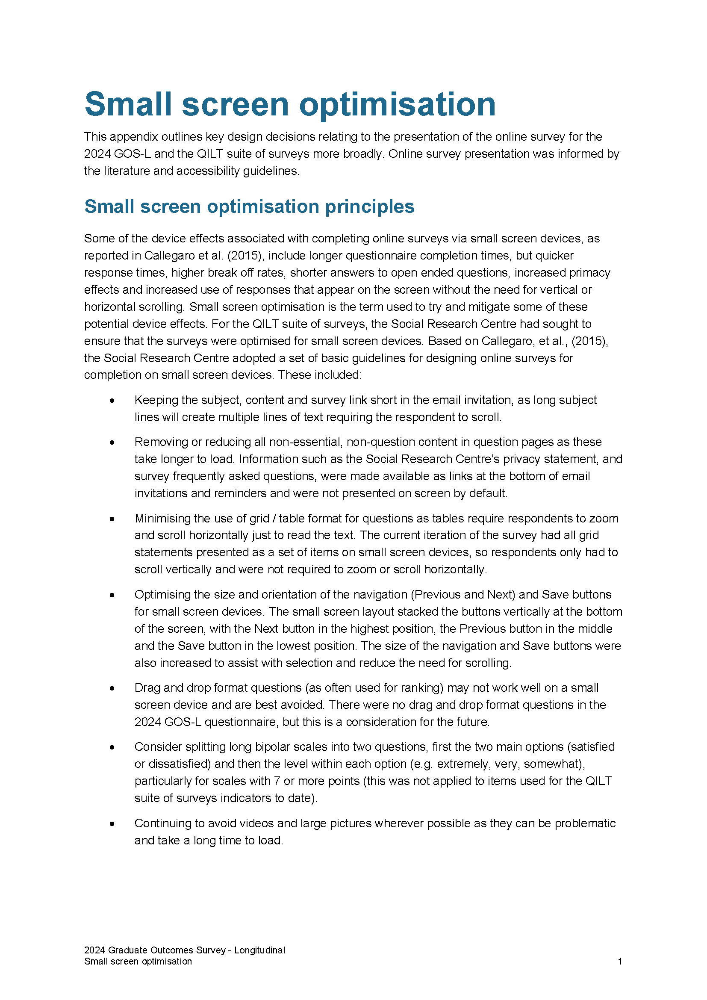 Small screen optimisation
This appendix outlines key design decisions relating to the presentation of the online survey for the
2024 GOS-L and the QILT suite of surveys more broadly. Online survey presentation was informed by
the literature and accessibility guidelines.
Small screen optimisation principles
Some of the device effects associated with completing online surveys via small screen devices, as
reported in Callegaro et al. (2015), include longer questionnaire completion times, but quicker
response times, higher break off rates, shorter answers to open ended questions, increased primacy
effects and increased use of responses that appear on the screen without the need for vertical or
horizontal scrolling. Small screen optimisation is the term used to try and mitigate some of these
potential device effects. For the QILT suite of surveys, the Social Research Centre had sought to
ensure that the surveys were optimised for small screen devices. Based on Callegaro, et al., (2015),
the Social Research Centre adopted a set of basic guidelines for designing online surveys for
completion on small screen devices. These included:
• Keeping the subject, content and survey link short in the email invitation, as long subject
lines will create multiple lines of text requiring the respondent to scroll.
• Removing or reducing all non-essential, non-question content in question pages as these
take longer to load. Information such as the Social Research Centre’s privacy statement, and
survey frequently asked questions, were made available as links at the bottom of email
invitations and reminders and were not presented on screen by default.
• Minimising the use of grid / table format for questions as tables require respondents to zoom
and scroll horizontally just to read the text. The current iteration of the survey had all grid
statements presented as a set of items on small screen devices, so respondents only had to
scroll vertically and were not required to zoom or scroll horizontally.
• Optimising the size and orientation of the navigation (Previous and Next) and Save buttons
for small screen devices. The small screen layout stacked the buttons vertically at the bottom
of the screen, with the Next button in the highest position, the Previous button in the middle
and the Save button in the lowest position. The size of the navigation and Save buttons were
also increased to assist with selection and reduce the need for scrolling.
• Drag and drop format questions (as often used for ranking) may not work well on a small
screen device and are best avoided. There were no drag and drop format questions in the
2024 GOS-L questionnaire, but this is a consideration for the future.
• Consider splitting long bipolar scales into two questions, first the two main options (satisfied
or dissatisfied) and then the level within each option (e.g. extremely, very, somewhat),
particularly for scales with 7 or more points (this was not applied to items used for the QILT
suite of surveys indicators to date).
• Continuing to avoid videos and large pictures wherever possible as they can be problematic
and take a long time to load.
2024 Graduate Outcomes Survey - Longitudinal
Small screen optimisation 1